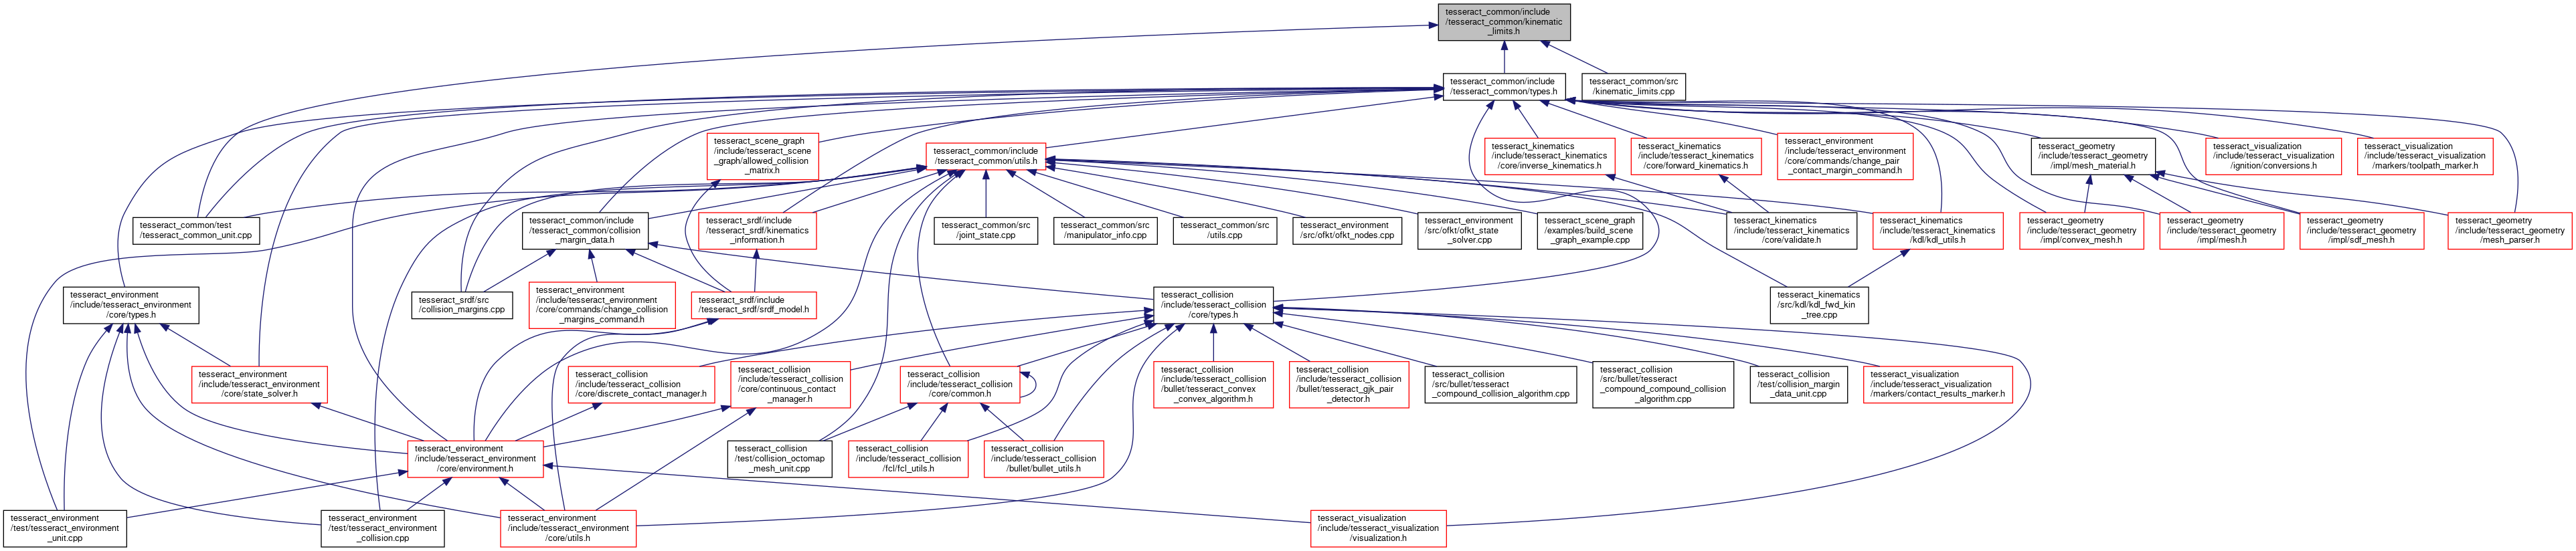 tesseract_common/include
/tesseract_common/kinematic
_limits.h
tesseract_common/include
/tesseract_common/types.h
tesseract_common/src
/kinematic_limits.cpp
tesseract_scene_graph
/include/tesseract_scene
_graph/allowed_collision
_matrix.h
tesseract_common/include
/tesseract_common/utils.h
tesseract_kinematics
/include/tesseract_kinematics
/core/inverse_kinematics.h
tesseract_kinematics
/include/tesseract_kinematics
/core/forward_kinematics.h
tesseract_environment
/include/tesseract_environment
/core/commands/change_pair
_contact_margin_command.h
tesseract_geometry
/include/tesseract_geometry
/impl/mesh_material.h
tesseract_visualization
/include/tesseract_visualization
/ignition/conversions.h
tesseract_visualization
/include/tesseract_visualization
/markers/toolpath_marker.h
tesseract_common/test
/tesseract_common_unit.cpp
tesseract_common/include
/tesseract_common/collision
_margin_data.h
tesseract_srdf/include
/tesseract_srdf/kinematics
_information.h
tesseract_common/src
/joint_state.cpp
tesseract_common/src
/manipulator_info.cpp
tesseract_common/src
/utils.cpp
tesseract_environment
/src/ofkt/ofkt_nodes.cpp
tesseract_environment
/src/ofkt/ofkt_state
_solver.cpp
tesseract_scene_graph
/examples/build_scene
_graph_example.cpp
tesseract_kinematics
/include/tesseract_kinematics
/core/validate.h
tesseract_kinematics
/include/tesseract_kinematics
/kdl/kdl_utils.h
tesseract_geometry
/include/tesseract_geometry
/impl/convex_mesh.h
tesseract_geometry
/include/tesseract_geometry
/impl/mesh.h
tesseract_geometry
/include/tesseract_geometry
/impl/sdf_mesh.h
tesseract_geometry
/include/tesseract_geometry
/mesh_parser.h
tesseract_environment
/include/tesseract_environment
/core/types.h
tesseract_srdf/src
/collision_margins.cpp
tesseract_environment
/include/tesseract_environment
/core/commands/change_collision
_margins_command.h
tesseract_srdf/include
/tesseract_srdf/srdf_model.h
tesseract_collision
/include/tesseract_collision
/core/types.h
tesseract_kinematics
/src/kdl/kdl_fwd_kin
_tree.cpp
tesseract_environment
/include/tesseract_environment
/core/state_solver.h
tesseract_collision
/include/tesseract_collision
/core/discrete_contact_manager.h
tesseract_collision
/include/tesseract_collision
/core/continuous_contact
_manager.h
tesseract_collision
/include/tesseract_collision
/core/common.h
tesseract_collision
/include/tesseract_collision
/bullet/tesseract_convex
_convex_algorithm.h
tesseract_collision
/include/tesseract_collision
/bullet/tesseract_gjk_pair
_detector.h
tesseract_collision
/src/bullet/tesseract
_compound_collision_algorithm.cpp
tesseract_collision
/src/bullet/tesseract
_compound_compound_collision
_algorithm.cpp
tesseract_collision
/test/collision_margin
_data_unit.cpp
tesseract_visualization
/include/tesseract_visualization
/markers/contact_results_marker.h
tesseract_environment
/include/tesseract_environment
/core/environment.h
tesseract_collision
/test/collision_octomap
_mesh_unit.cpp
tesseract_collision
/include/tesseract_collision
/fcl/fcl_utils.h
tesseract_collision
/include/tesseract_collision
/bullet/bullet_utils.h
tesseract_environment
/test/tesseract_environment
_unit.cpp
tesseract_environment
/test/tesseract_environment
_collision.cpp
tesseract_environment
/include/tesseract_environment
/core/utils.h
tesseract_visualization
/include/tesseract_visualization
/visualization.h